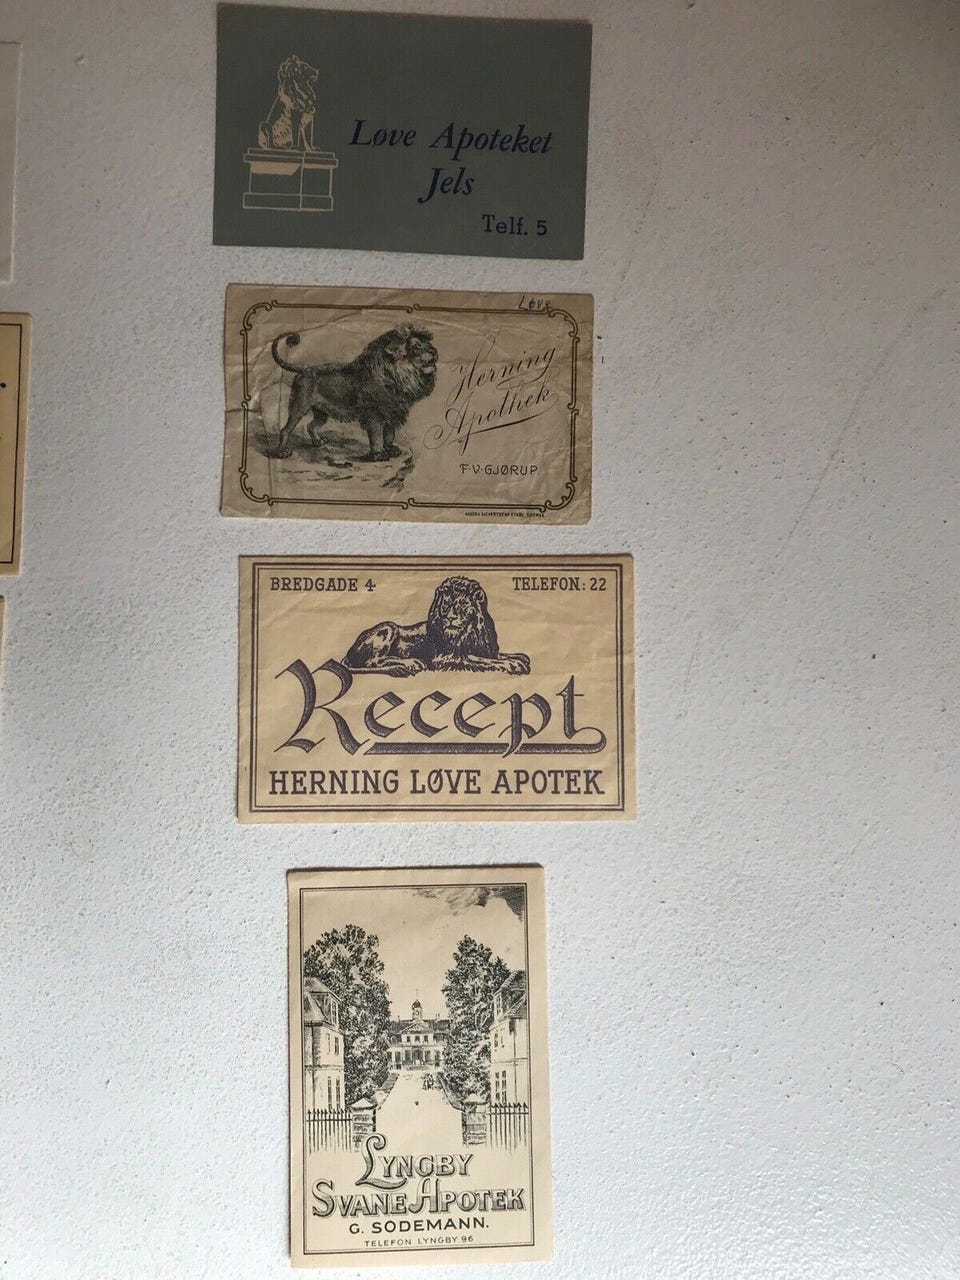 Løve Apoteket
Jels
Telf. 5
Løve
Herning
Apothek
F·V·GJØRUP.
BREDGADE 4
TELEFON: 22
Recept
HERNING LØVE APOTEK
LYNGBY
SVANE APOTEK
G. SÖDEMANN.
TELEFON LYNGBY 96